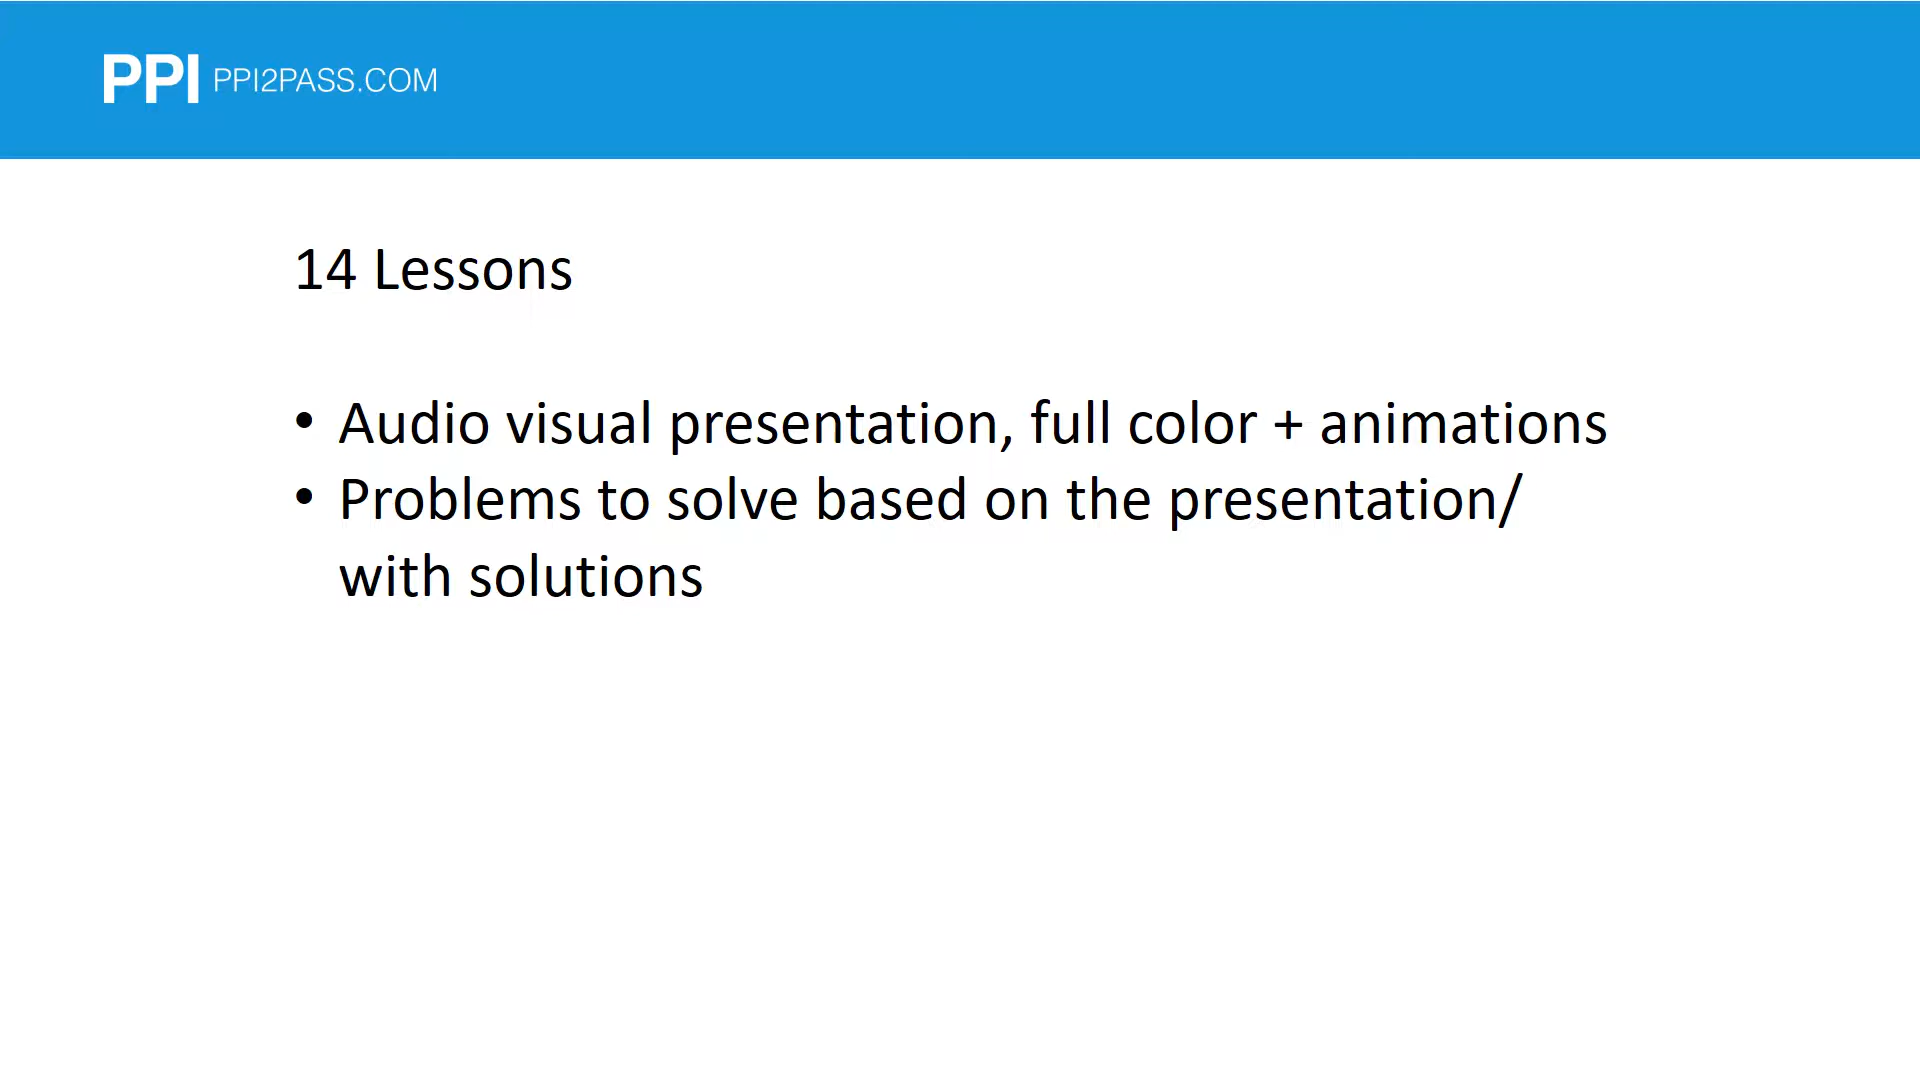 PPI PPI2PASS.COM
14 Lessons
• Audio visual presentation, full color + animations
• Problems to solve based on the presentation/
with solutions